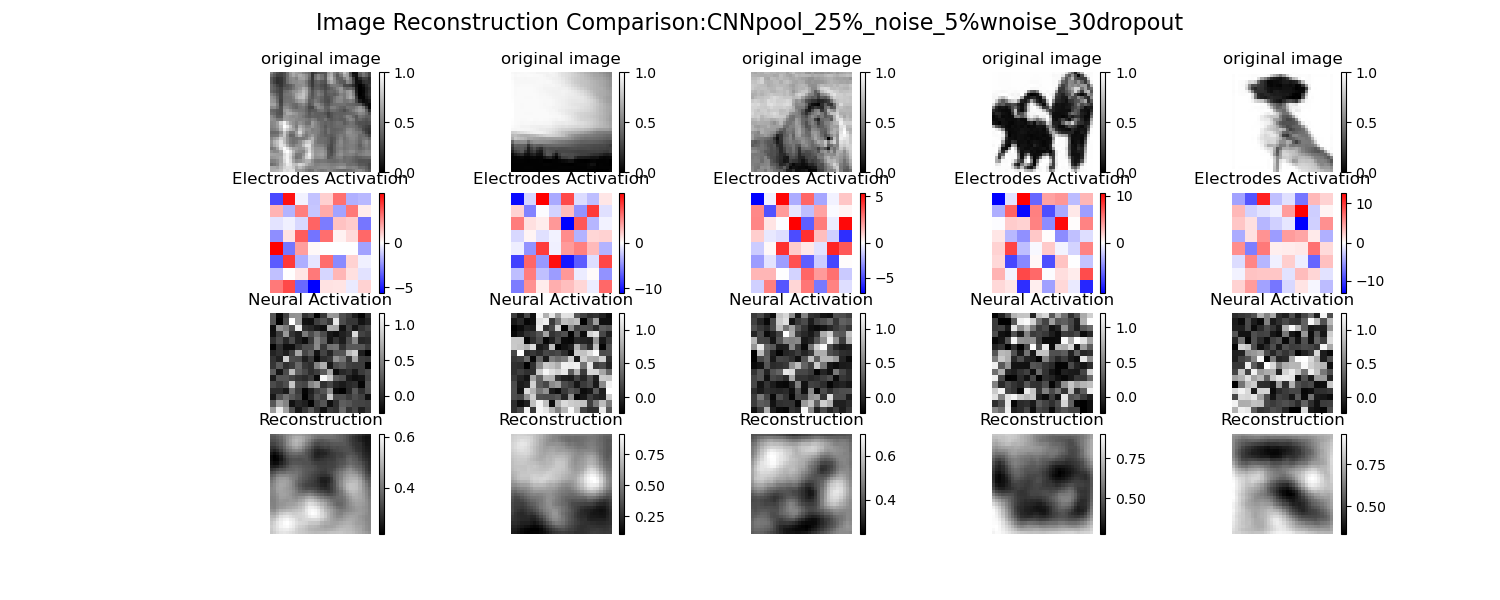 Image Reconstruction Comparison:CNNpool_25%_noise_5%wnoise_30dropout
original image original image original image original image original image
1.0 1.0 1.0 1.0 1.0
0.5 0.5 0.5 0.5 0.5
0.0 0.0 0.0 0.0 0.0
Electrodes Activation Electrodes Activation Electrodes Activation Electrodes Activation Electrodes Activation
5 10 10
0 0 0 0 0
−5 −10 −5 −10 −10
Neural Activation Neural Activation Neural Activation Neural Activation Neural Activation
1.0 1.0 1.0 1.0 1.0
0.5 0.5 0.5 0.5 0.5
0.0 0.0 0.0 0.0 0.0
Reconstruction Reconstruction Reconstruction Reconstruction Reconstruction
0.6 0.75 0.6 0.75 0.75
0.4 0.50 0.4 0.50 0.50
0.25